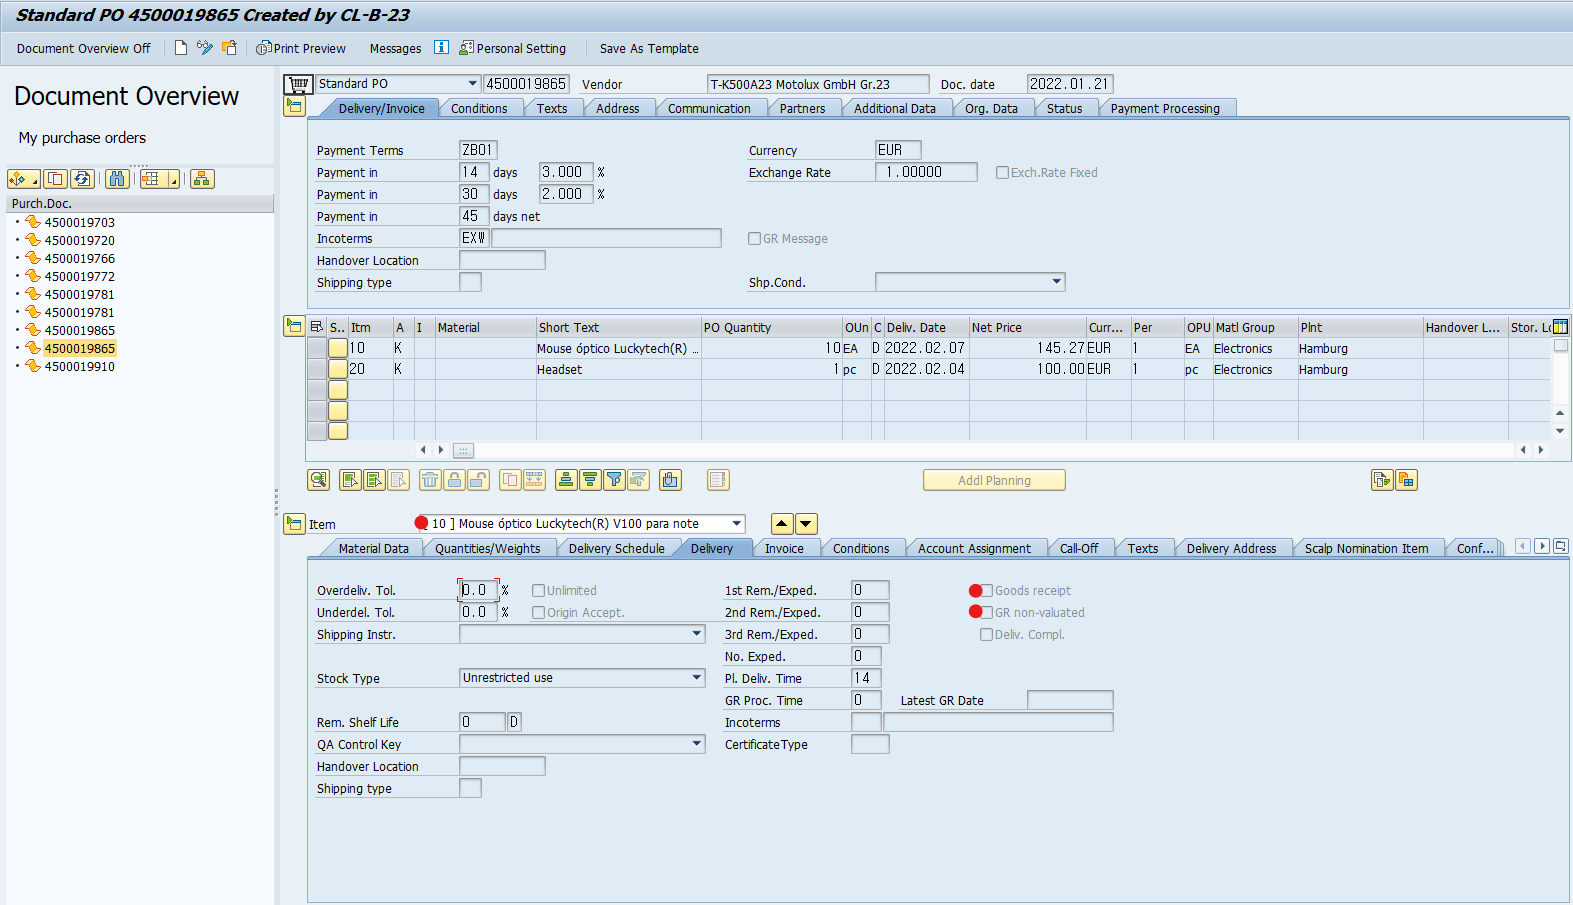 Standard PO 4500019865 Created by CL-B-23
Document Overview Off Print Preview Messages Personal Setting Save As Template
Document Overview
My purchase orders
Purch.Doc.
4500019703
4500019720
4500019766
4500019772
4500019781
4500019781
4500019865
4500019865
4500019910
Standard PO 4500019865 Vendor T-K500A23 Motolux GmbH Gr.23 Doc. date 2022.01.21
Delivery/Invoice Conditions Texts Address Communication Partners Additional Data Org. Data Status Payment Processing
Payment Terms ZB01 Currency EUR
Payment in 14 days 3.000 % Exchange Rate 1.00000 Exch.Rate Fixed
Payment in 30 days 2.000 %
Payment in 45 days net
Incoterms EXW GR Message
Handover Location
Shipping type Shp.Cond.
S.. Itm A I Material Short Text PO Quantity OUn C Deliv. Date Net Price Curr... Per OPU Matl Group Plnt Handover L... Stor. Lo
10 K Mouse óptico Luckytech(R) ... 10 EA D 2022.02.07 145.27 EUR 1 EA Electronics Hamburg
20 K Headset 1 pc D 2022.02.04 100.00 EUR 1 pc Electronics Hamburg
Addl Planning
Item [ 10 ] Mouse óptico Luckytech(R) V100 para note
Material Data Quantities/Weights Delivery Schedule Delivery Invoice Conditions Account Assignment Call-Off Texts Delivery Address Scalp Nomination Item Conf...
Overdeliv. Tol. 0.0 % Unlimited 1st Rem./Exped. 0 Goods receipt
Underdel. Tol. 0.0 % Origin Accept. 2nd Rem./Exped. 0 GR non-valuated
Shipping Instr. 3rd Rem./Exped. 0 Deliv. Compl.
No. Exped. 0
Stock Type Unrestricted use Pl. Deliv. Time 14
GR Proc. Time 0 Latest GR Date
Rem. Shelf Life 0 D Incoterms
QA Control Key CertificateType
Handover Location
Shipping type